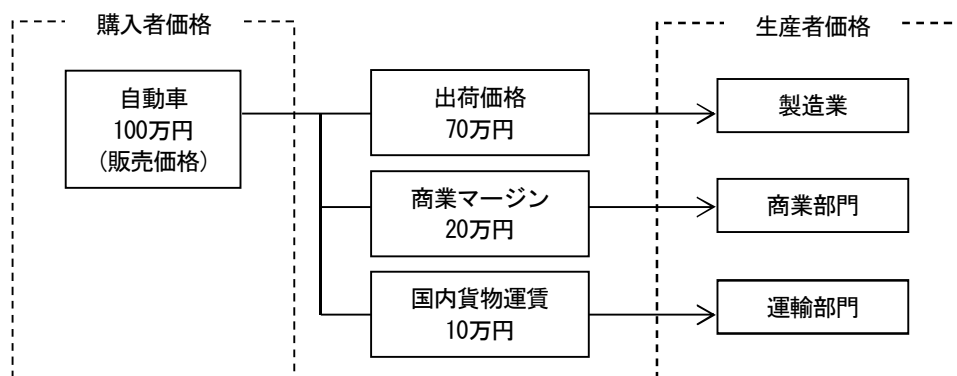 購入者価格
生産者価格
自動車
100万円
(販売価格)
出荷価格
70万円
製造業
商業マージン
20万円
商業部門
国内貨物運賃
10万円
運輸部門